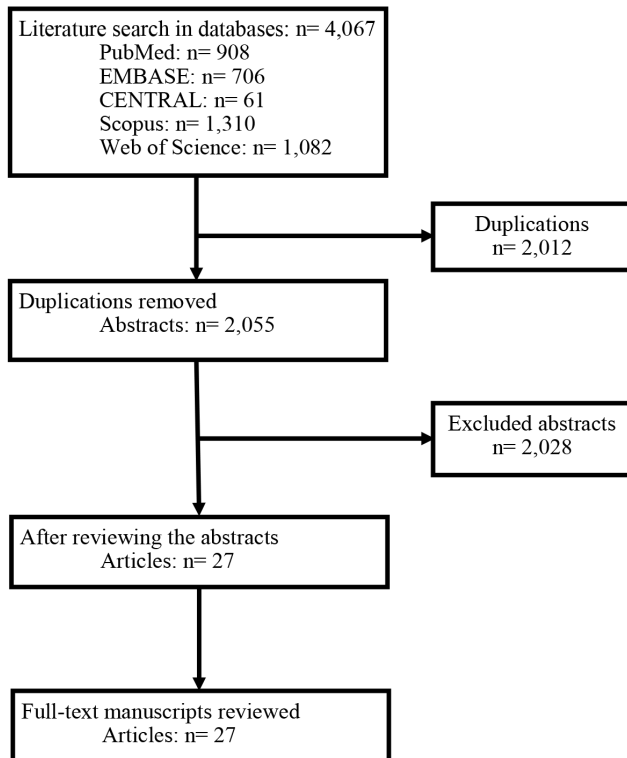 Literature search in databases: n= 4,067
PubMed: n= 908
EMBASE: n= 706
CENTRAL: n= 61
Scopus: n= 1,310
Web of Science: n= 1,082
Duplications
n= 2,012
Duplications removed
Abstracts: n= 2,055
Excluded abstracts
n= 2,028
After reviewing the abstracts
Articles: n= 27
Full-text manuscripts reviewed
Articles: n= 27